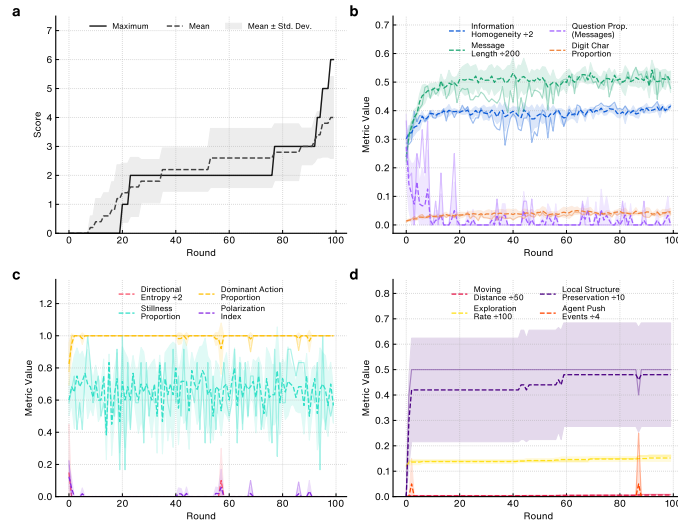 a
Maximum
Mean
Mean ± Std. Dev.
7
6
5
4
3
2
1
0
Score
0
20
40
60
80
100
Round
b
Information
Homogeneity ÷2
Message
Length ÷200
Question Prop.
(Messages)
Digit Char
Proportion
0.7
0.6
0.5
0.4
0.3
0.2
0.1
0.0
Metric Value
0
20
40
60
80
100
Round
c
Directional
Entropy ÷2
Stillness
Proportion
Dominant Action
Proportion
Polarization
Index
1.2
1.0
0.8
0.6
0.4
0.2
0.0
Metric Value
0
20
40
60
80
100
Round
d
Moving
Distance ÷50
Exploration
Rate ÷100
Local Structure
Preservation ÷10
Agent Push
Events ÷4
0.8
0.7
0.6
0.5
0.4
0.3
0.2
0.1
0.0
Metric Value
0
20
40
60
80
100
Round